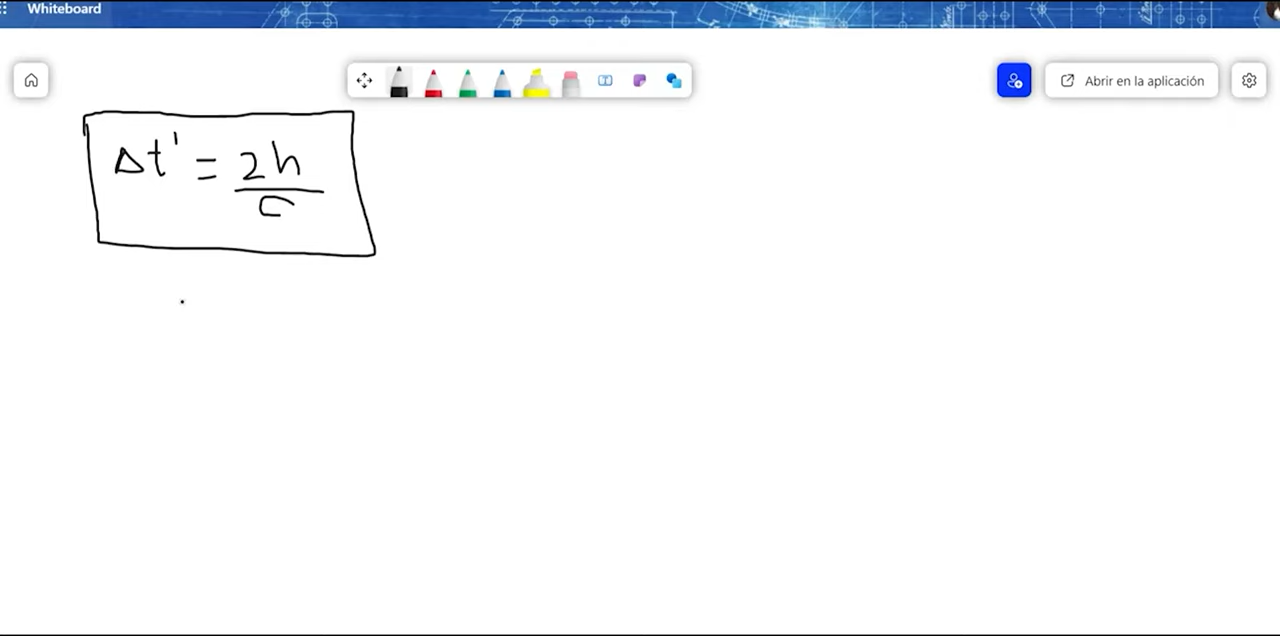 Whiteboard
Abrir en la aplicación
Δt' = 2h
c